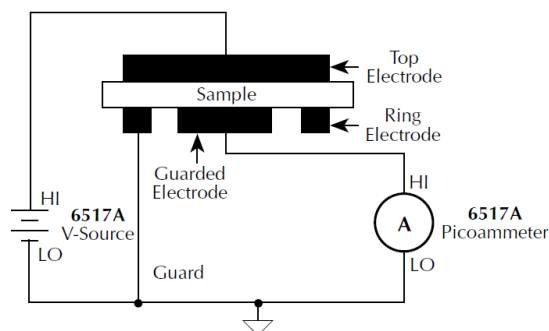 Top
Electrode
Sample
Ring
Electrode
Guarded
Electrode
HI
6517A
V-Source
LO
Guard
HI
A
6517A
Picoammeter
LO